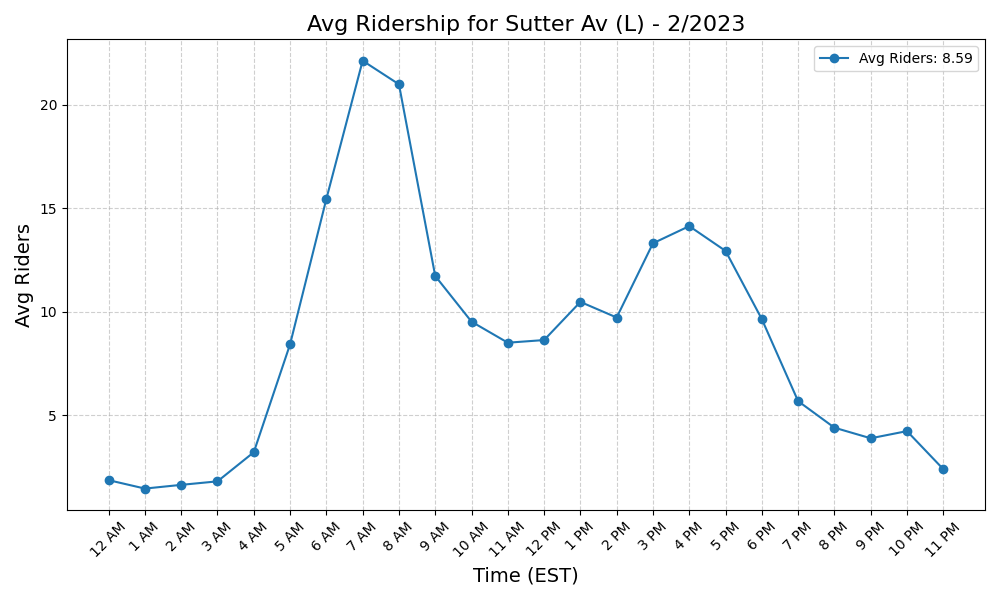 Avg Ridership for Sutter Av (L) - 2/2023
Avg Riders: 8.59
Avg Riders
20
15
10
5
12 AM
1 AM
2 AM
3 AM
4 AM
5 AM
6 AM
7 AM
8 AM
9 AM
10 AM
11 AM
12 PM
1 PM
2 PM
3 PM
4 PM
5 PM
6 PM
7 PM
8 PM
9 PM
10 PM
11 PM
Time (EST)